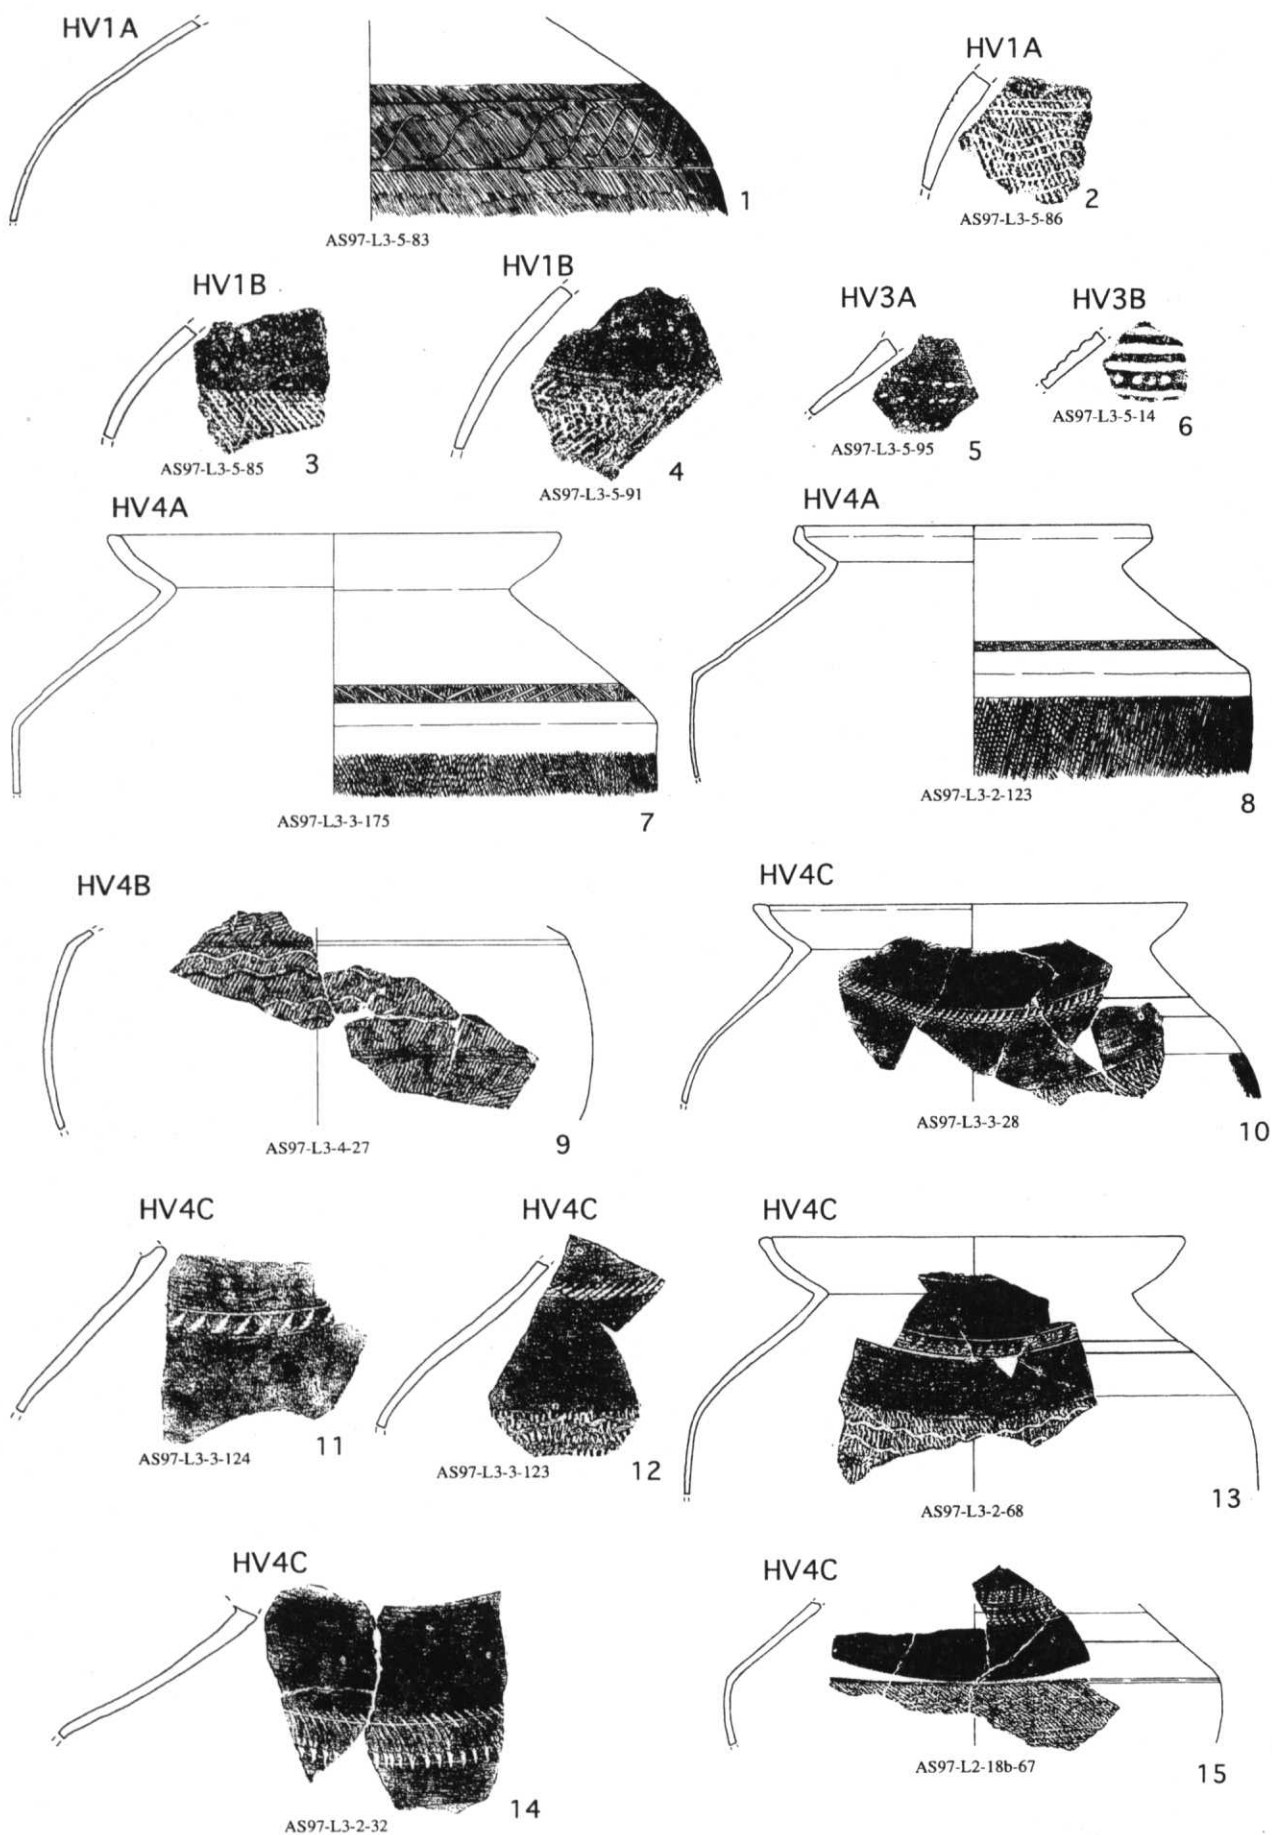 HV1A
HV1A
1
2
AS97-L3-5-83
AS97-L3-5-86
HV1B
HV1B
HV3A
HV3B
AS97-L3-5-85
3
AS97-L3-5-91
4
AS97-L3-5-95
5
AS97-L3-5-14
6
HV4A
HV4A
AS97-L3-3-175
7
AS97-L3-2-123
8
HV4B
HV4C
AS97-L3-4-27
9
AS97-L3-3-28
10
HV4C
HV4C
HV4C
AS97-L3-3-124
11
AS97-L3-3-123
12
AS97-L3-2-68
13
HV4C
HV4C
AS97-L3-2-32
14
AS97-L2-18b-67
15